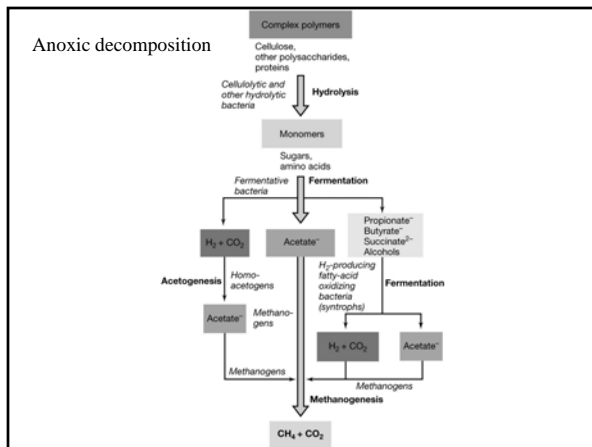 Anoxic decomposition
Complex polymers
Cellulose,
other polysaccharides,
proteins
Cellulolytic and
other hydrolytic
bacteria
Hydrolysis
Monomers
Sugars,
amino acids
Fermentative
bacteria
Fermentation
H₂ + CO₂
Acetate⁻
Propionate⁻
Butyrate⁻
Succinate²⁻
Alcohols
Acetogenesis
Homo-
acetogens
Acetate⁻
Methano-
gens
H₂-producing
fatty-acid
oxidizing
bacteria
(syntrophs)
Fermentation
H₂ + CO₂
Acetate⁻
Methanogens
Methanogens
Methanogenesis
CH₄ + CO₂